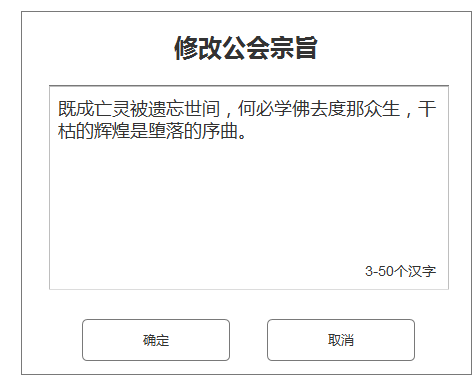 修改公会宗旨
既成亡灵被遗忘世间，何必学佛去度那众生，干
枯的辉煌是堕落的序曲。
3-50个汉字
确定
取消